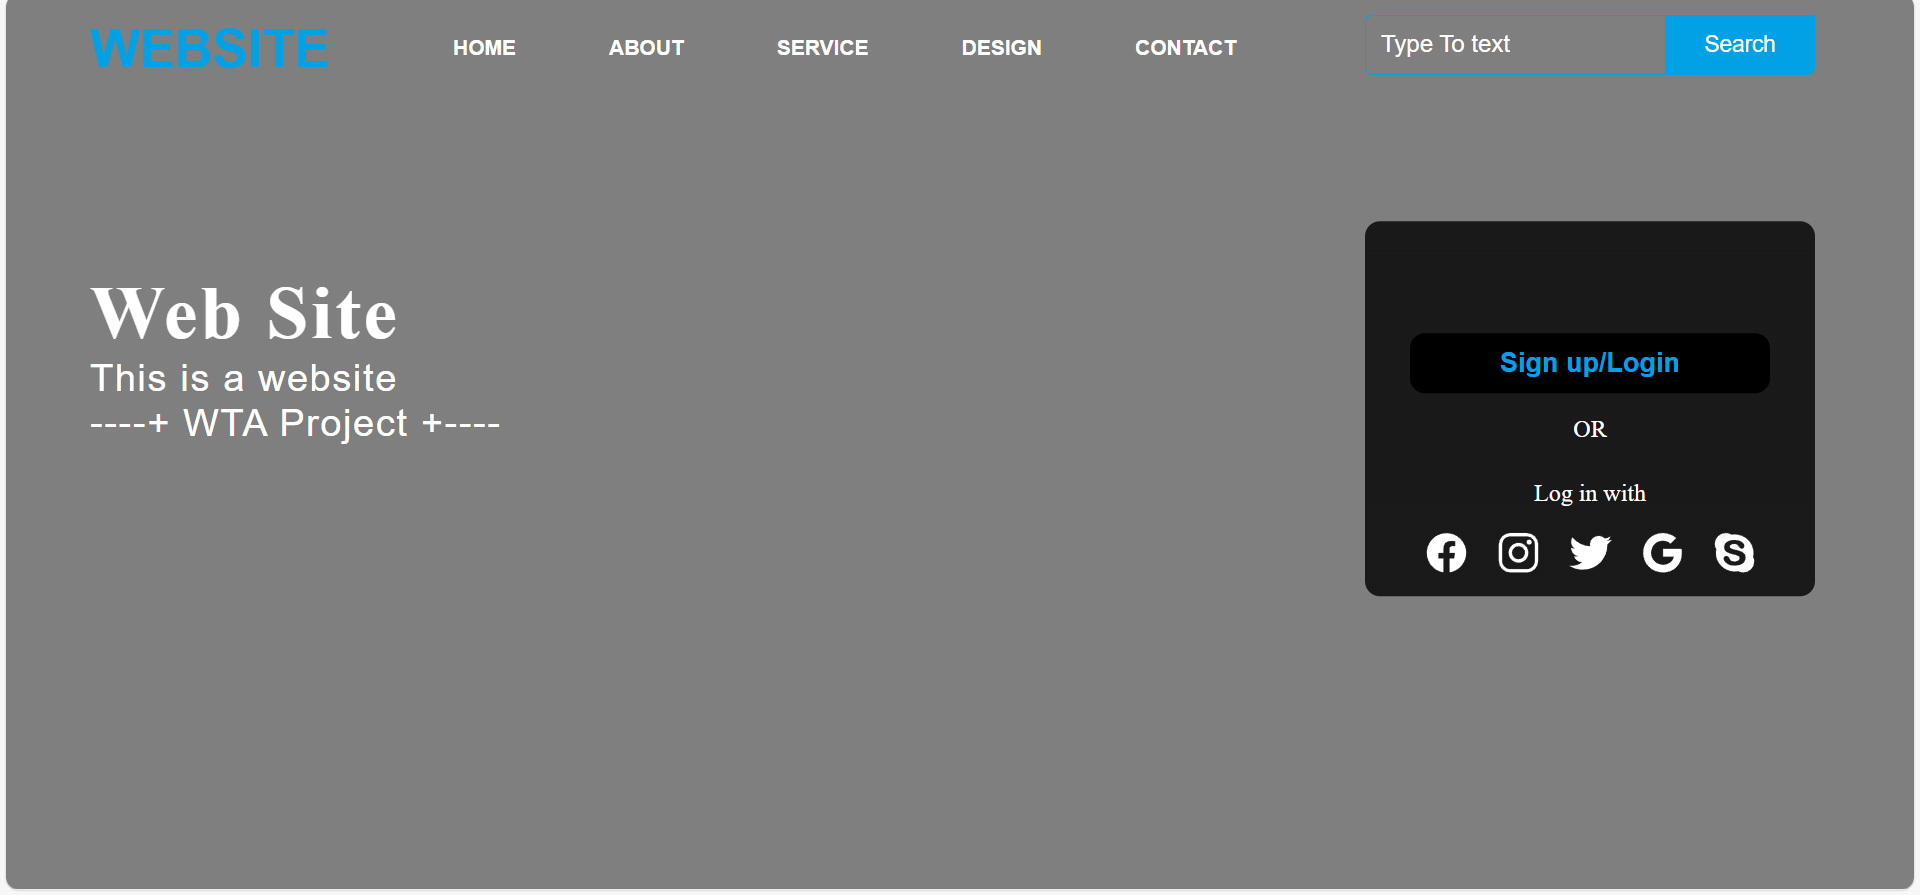 WEBSITE
HOME ABOUT SERVICE DESIGN CONTACT
Type To text Search
Web Site
This is a website
----+ WTA Project +----
Sign up/Login
OR
Log in with